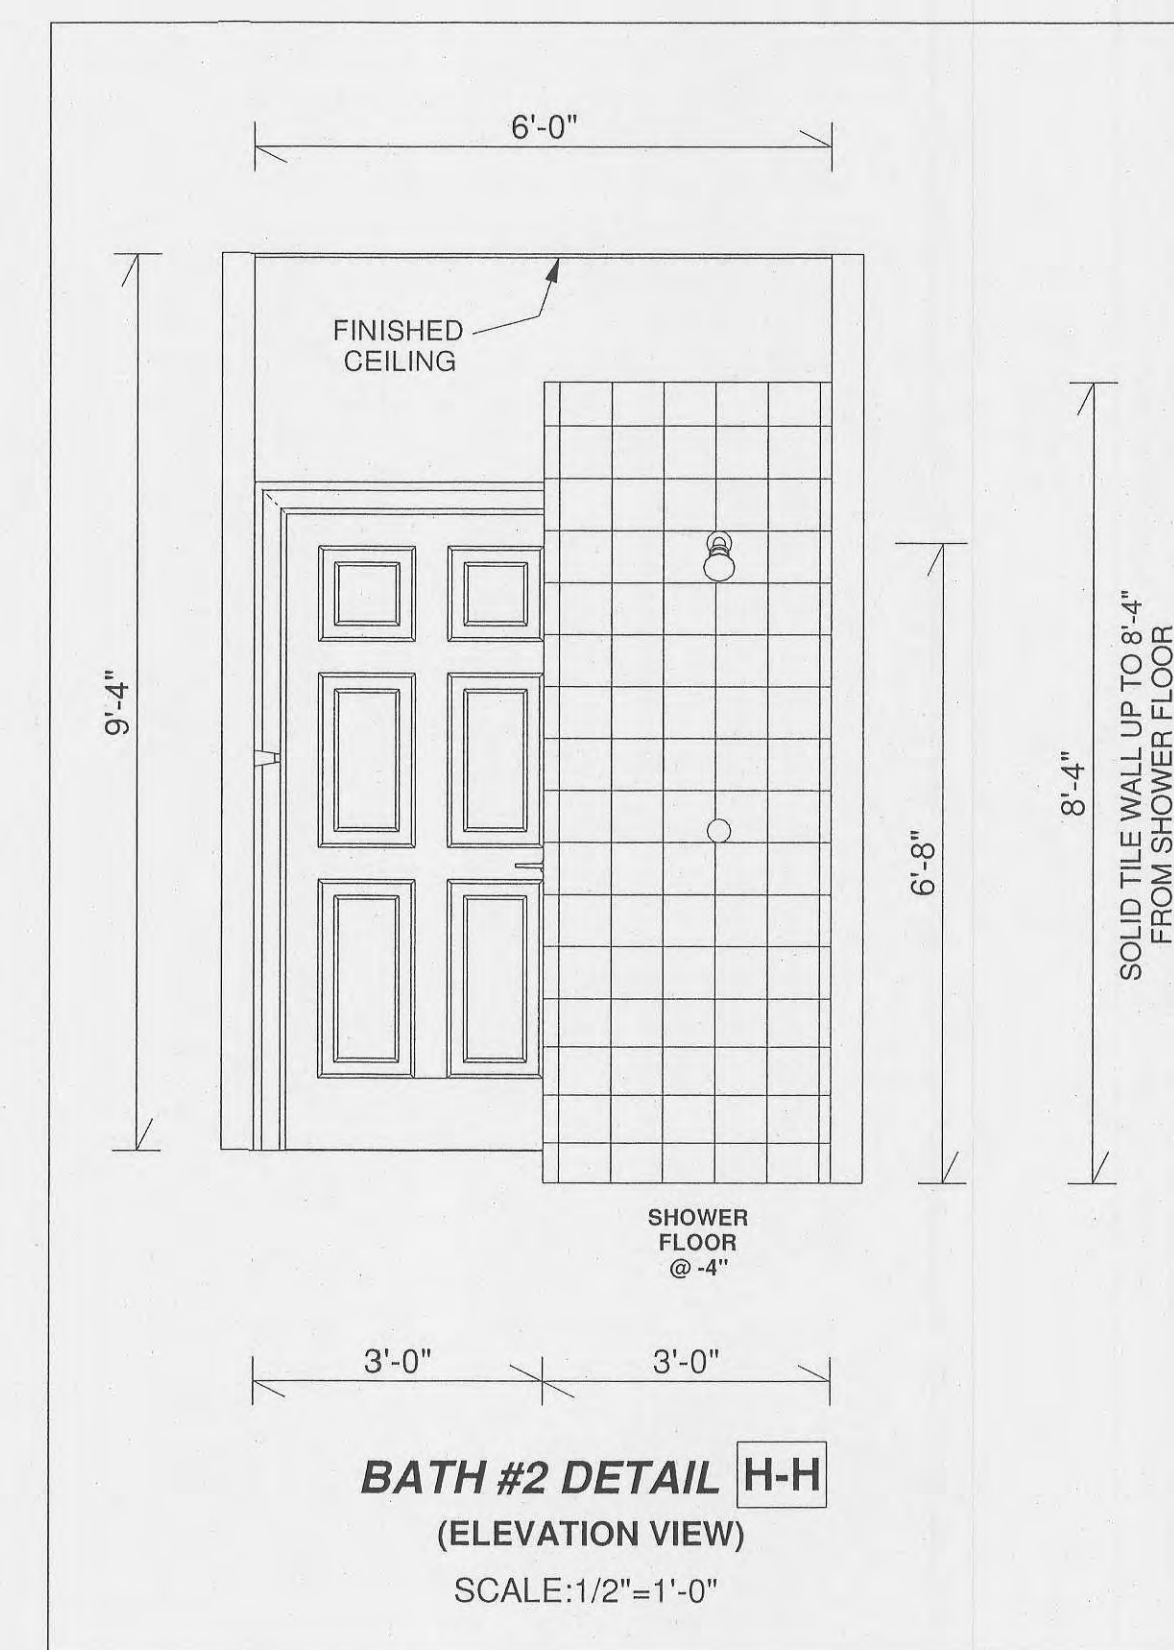 6'-0"
FINISHED
CEILING
9'-4"
6'-8"
8'-4"
SOLID TILE WALL UP TO 8'-4"
FROM SHOWER FLOOR
SHOWER
FLOOR
@ -4"
3'-0" 3'-0"
BATH #2 DETAIL H-H
(ELEVATION VIEW)
SCALE:1/2"=1'-0"